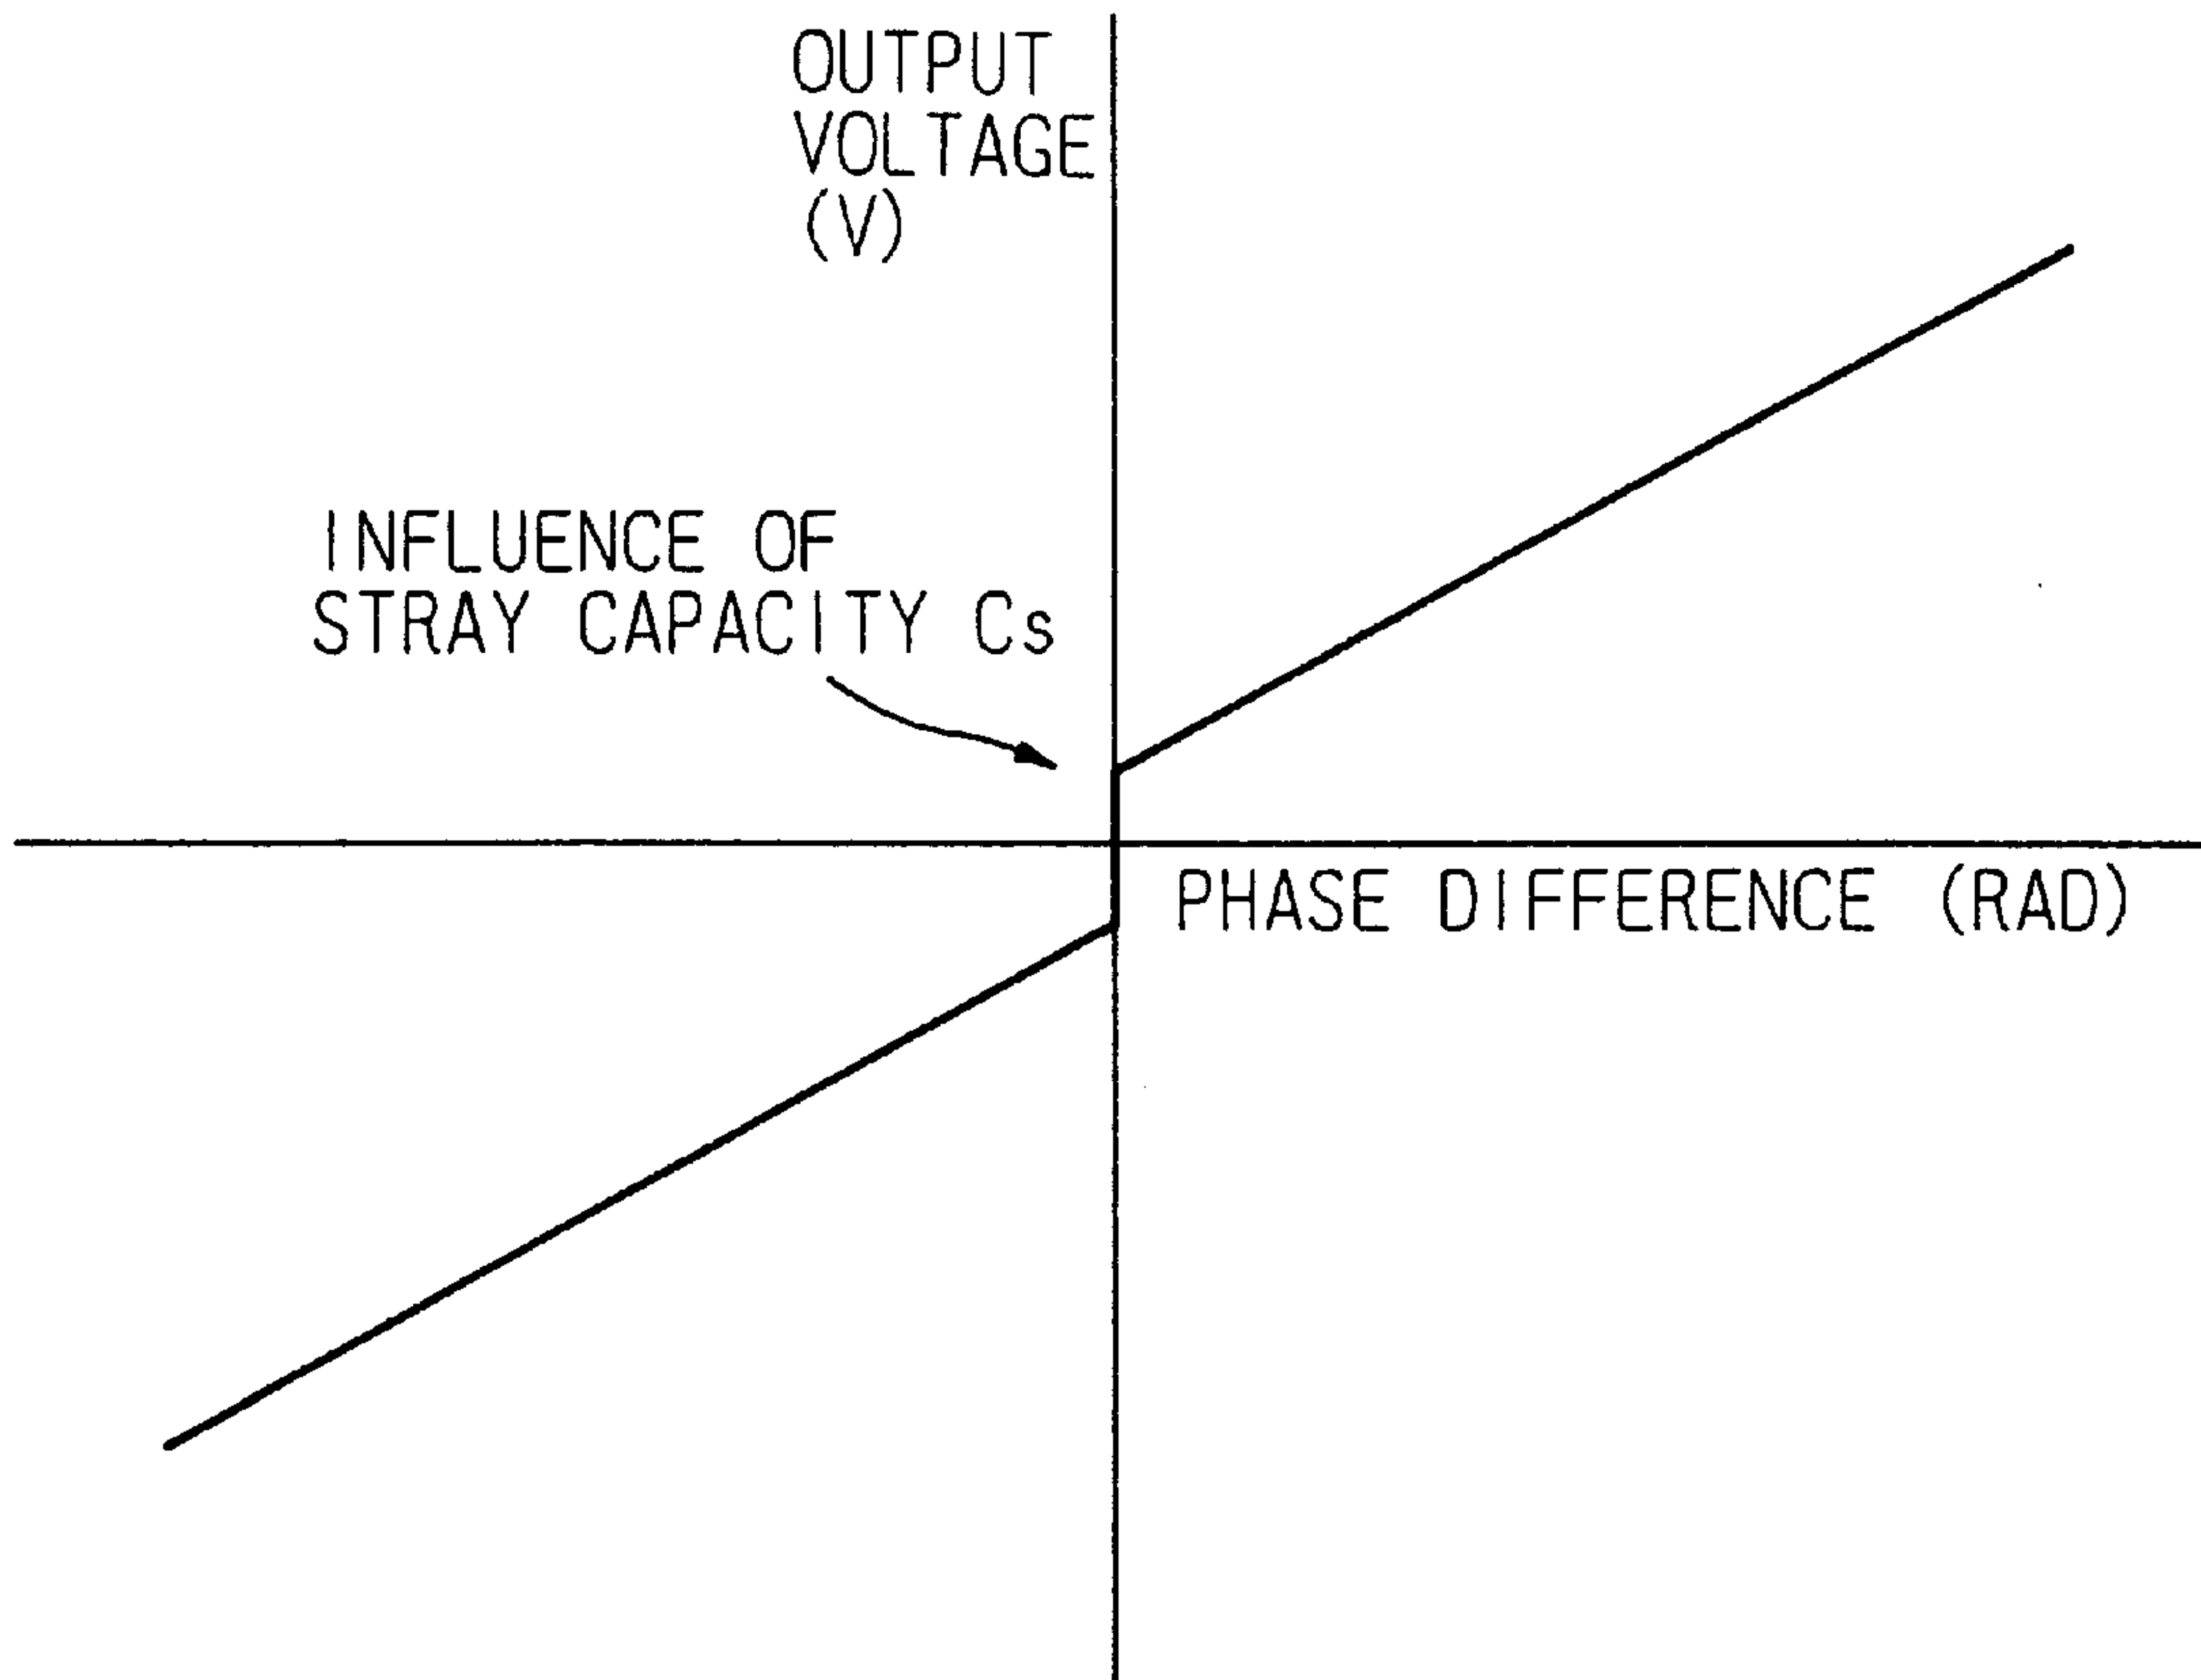 OUTPUT
VOLTAGE
(V)
INFLUENCE OF
STRAY CAPACITY Cs
PHASE DIFFERENCE (RAD)